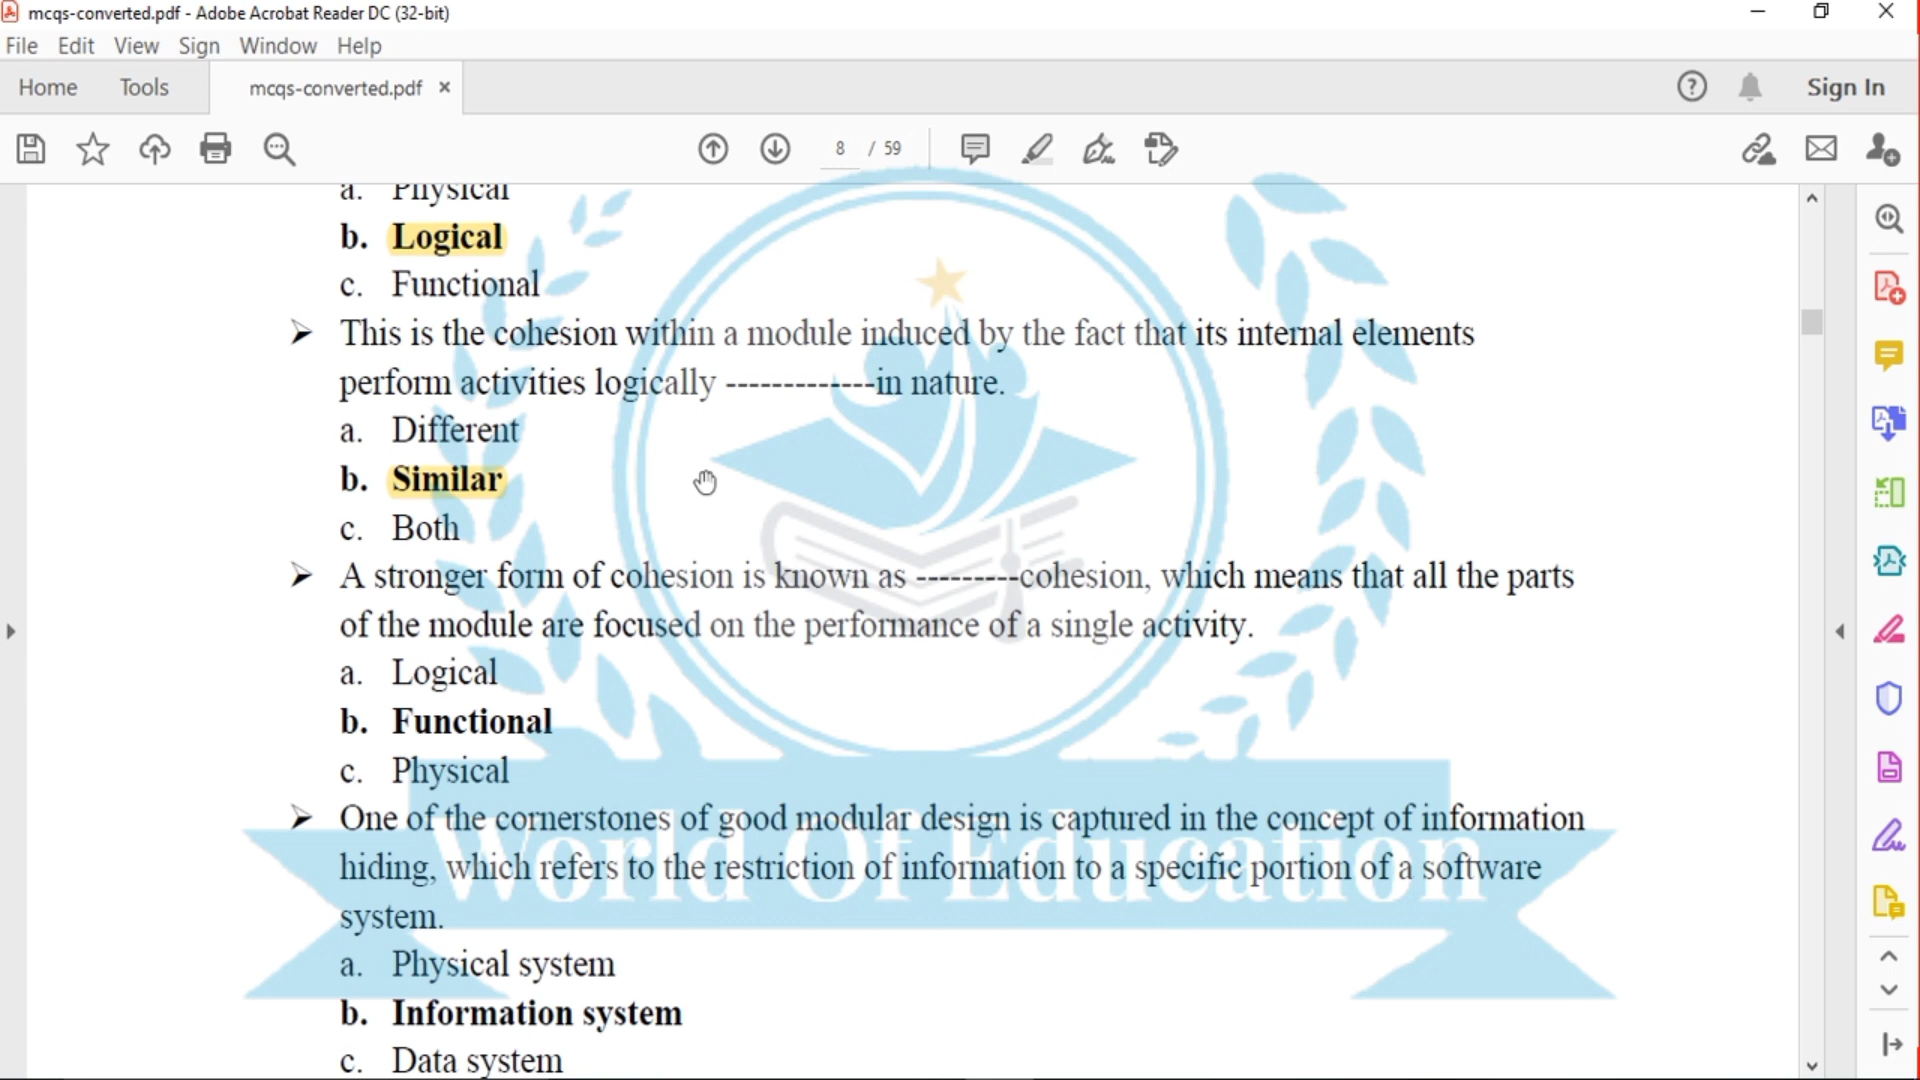 mcqs-converted.pdf - Adobe Acrobat Reader DC (32-bit)
File Edit View Sign Window Help
Home Tools mcqs-converted.pdf × Sign In
8 / 59
a. Physical
b. Logical
c. Functional
➢ This is the cohesion within a module induced by the fact that its internal elements
perform activities logically -------------in nature.
a. Different
b. Similar
c. Both
➢ A stronger form of cohesion is known as ---------cohesion, which means that all the parts
of the module are focused on the performance of a single activity.
a. Logical
b. Functional
c. Physical
➢ One of the cornerstones of good modular design is captured in the concept of information
hiding, which refers to the restriction of information to a specific portion of a software
system.
World Of Education
a. Physical system
b. Information system
c. Data system